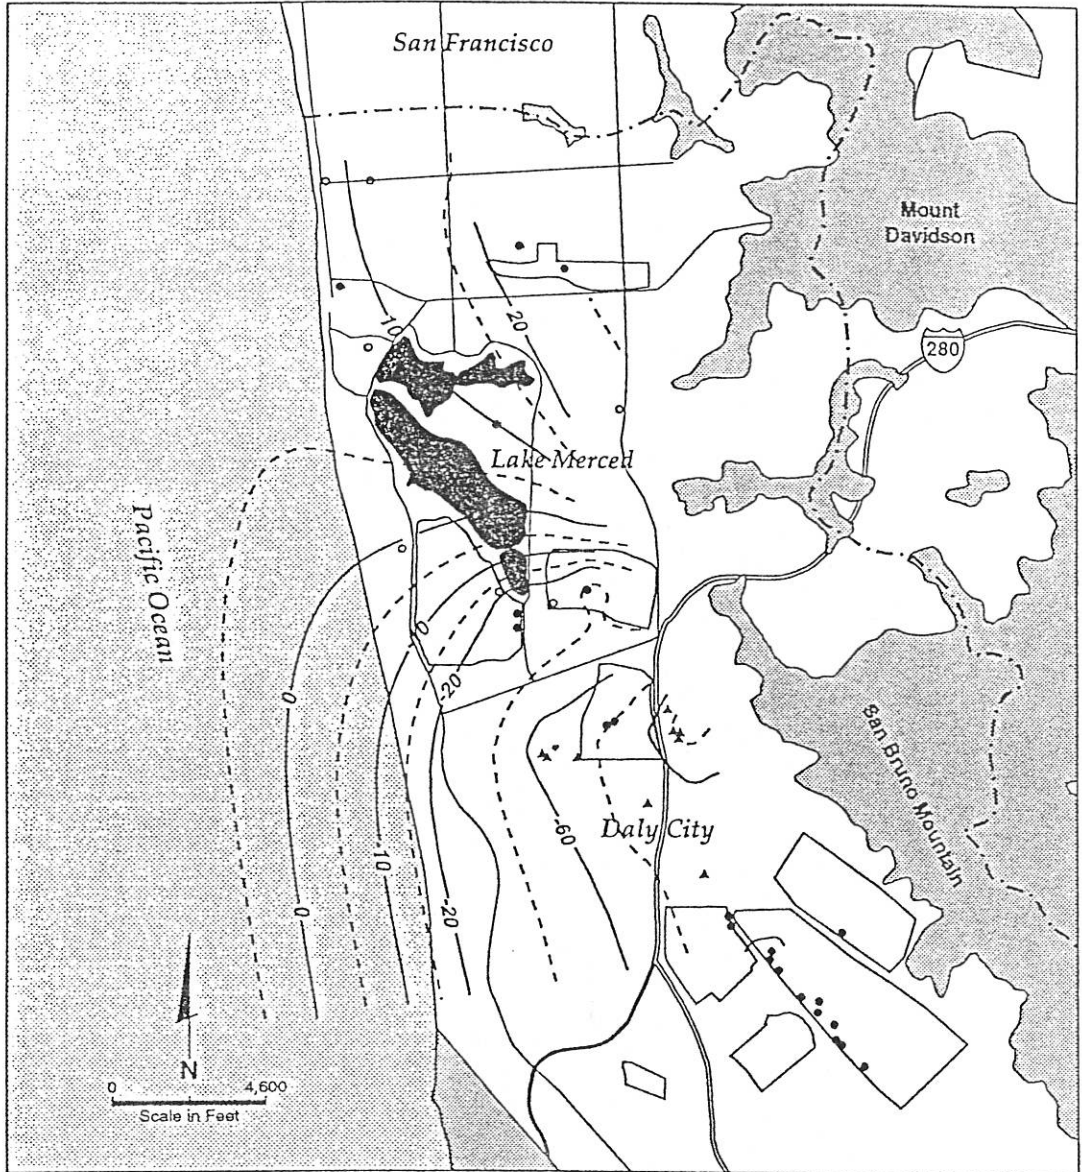 San Francisco
Mount
Davidson
280
10
20
Lake Merced
Pacific
Ocean
0
-20
0
San Bruno Mountain
-60
Daly City
-10
-20
0
N
0 4,600
Scale in Feet